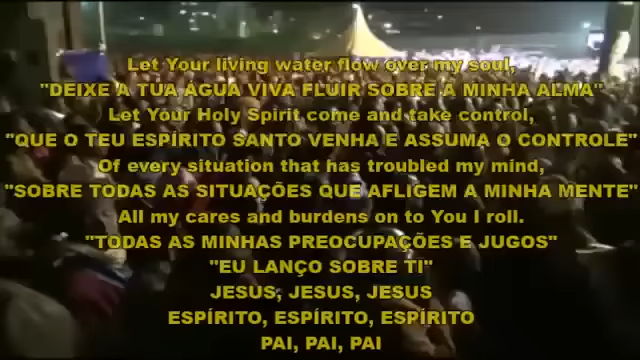 Let Your living water flow over my soul,
"DEIXE A TUA ÁGUA VIVA FLUIR SOBRE A MINHA ALMA"
Let Your Holy Spirit come and take control,
"QUE O TEU ESPÍRITO SANTO VENHA E ASSUMA O CONTROLE"
Of every situation that has troubled my mind,
"SOBRE TODAS AS SITUAÇÕES QUE AFLIGEM A MINHA MENTE"
All my cares and burdens on to You I roll.
"TODAS AS MINHAS PREOCUPAÇÕES E JUGOS"
"EU LANÇO SOBRE TI"
JESUS, JESUS, JESUS
ESPÍRITO, ESPÍRITO, ESPÍRITO
PAI, PAI, PAI